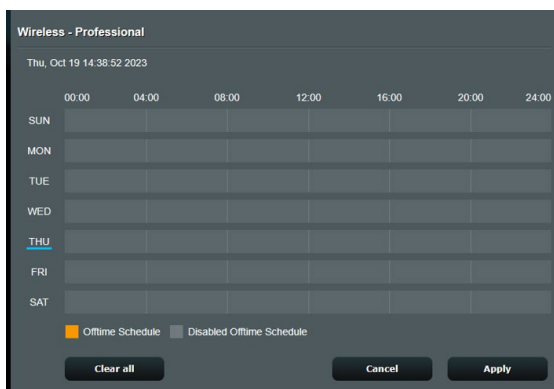 Wireless - Professional
Thu, Oct 19 14:38:52 2023
00:00 04:00 08:00 12:00 16:00 20:00 24:00
SUN
MON
TUE
WED
THU
FRI
SAT
Offtime Schedule Disabled Offtime Schedule
Clear all Cancel Apply